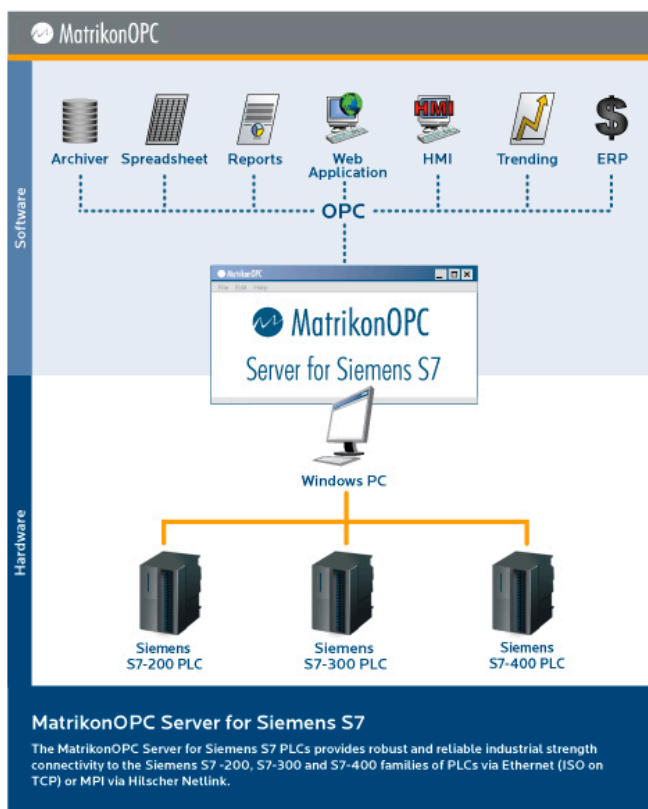 MatrikonOPC
Software
Archiver
Spreadsheet
Reports
Web
Application
HMI
HMI
Trending
ERP
OPC
MatrikonOPC
File Edit Help
MatrikonOPC
Server for Siemens S7
Windows PC
Hardware
Siemens
S7-200 PLC
Siemens
S7-300 PLC
Siemens
S7-400 PLC
MatrikonOPC Server for Siemens S7
The MatrikonOPC Server for Siemens S7 PLCs provides robust and reliable industrial strength
connectivity to the Siemens S7 -200, S7-300 and S7-400 families of PLCs via Ethernet (ISO on
TCP) or MPI via Hilscher Netlink.